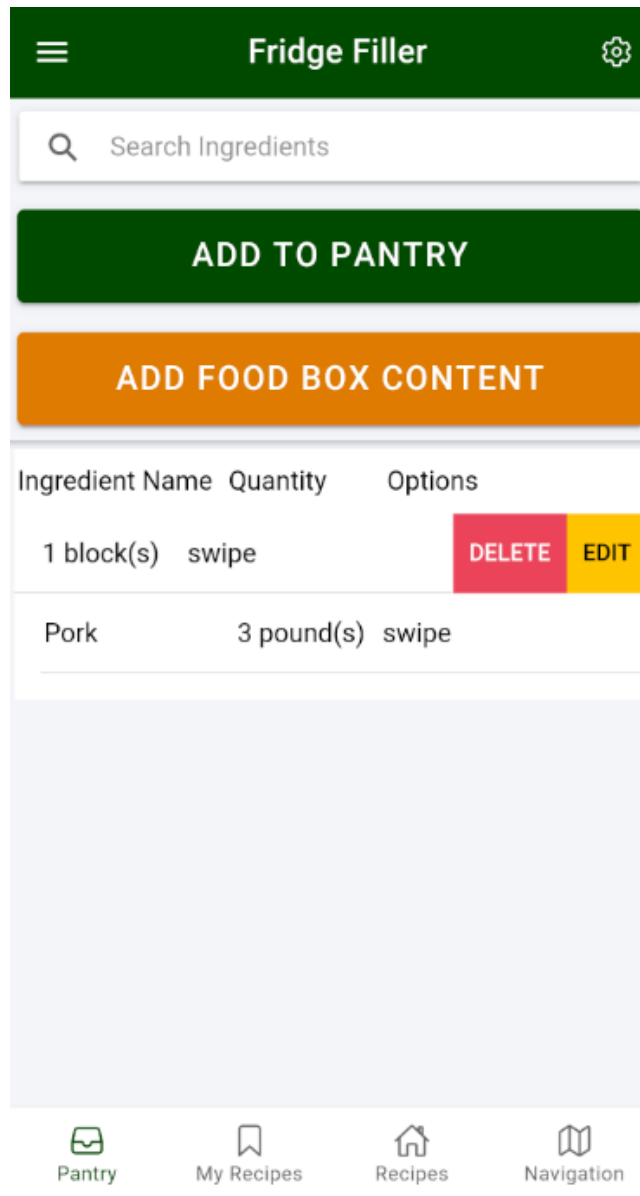 Fridge Filler
Search Ingredients
ADD TO PANTRY
ADD FOOD BOX CONTENT
Ingredient Name Quantity Options
1 block(s) swipe DELETE EDIT
Pork 3 pound(s) swipe
Pantry My Recipes Recipes Navigation